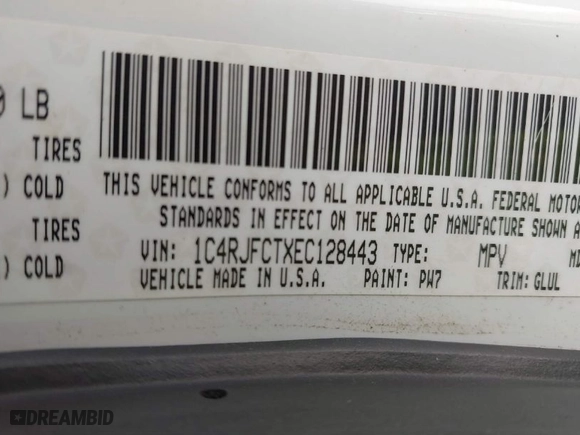 LB
TIRES
) COLD
TIRES
) COLD
THIS VEHICLE CONFORMS TO ALL APPLICABLE U.S.A. FEDERAL MOTOR
STANDARDS IN EFFECT ON THE DATE OF MANUFACTURE SHOWN A
VIN: 1C4RJFCTXEC128443 TYPE: MPV MD
VEHICLE MADE IN U.S.A. PAINT: PW7 TRIM: GLUL
DREAMBID